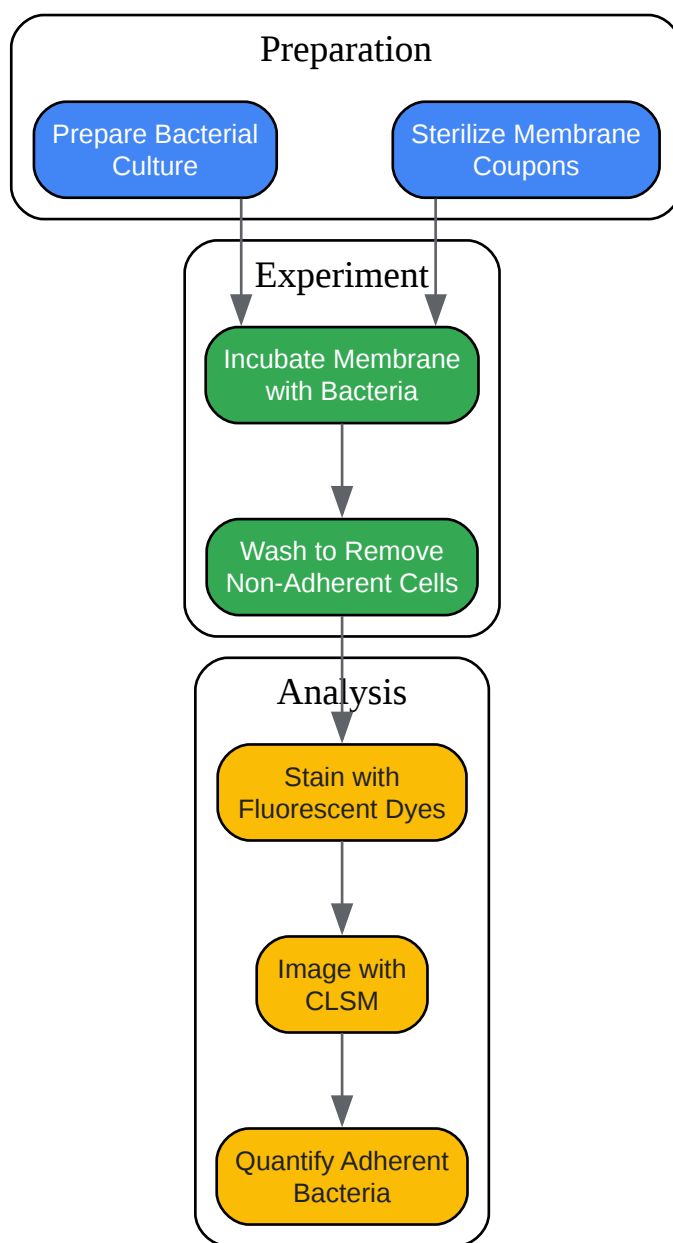 Preparation
Prepare Bacterial
Culture
Sterilize Membrane
Coupons
Experiment
Incubate Membrane
with Bacteria
Wash to Remove
Non-Adherent Cells
Analysis
Stain with
Fluorescent Dyes
Image with
CLSM
Quantify Adherent
Bacteria